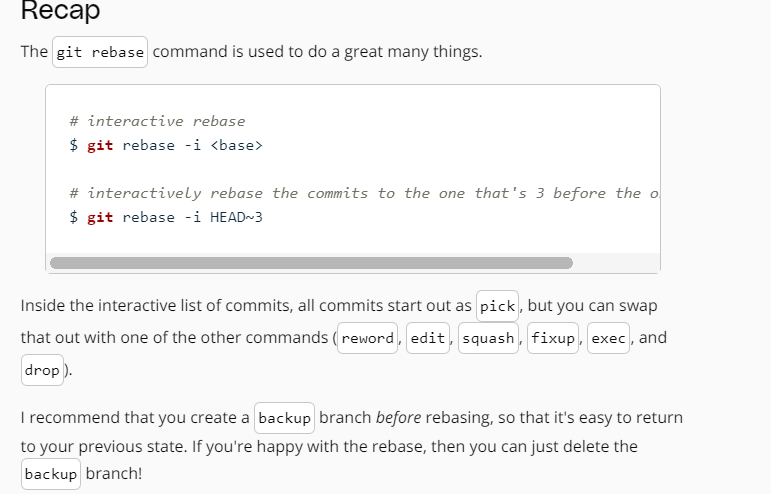 Recap
The git rebase command is used to do a great many things.
# interactive rebase
$ git rebase -i <base>
# interactively rebase the commits to the one that's 3 before the o
$ git rebase -i HEAD~3
Inside the interactive list of commits, all commits start out as pick, but you can swap
that out with one of the other commands (reword, edit, squash, fixup, exec, and
drop).
I recommend that you create a backup branch before rebasing, so that it's easy to return
to your previous state. If you're happy with the rebase, then you can just delete the
backup branch!